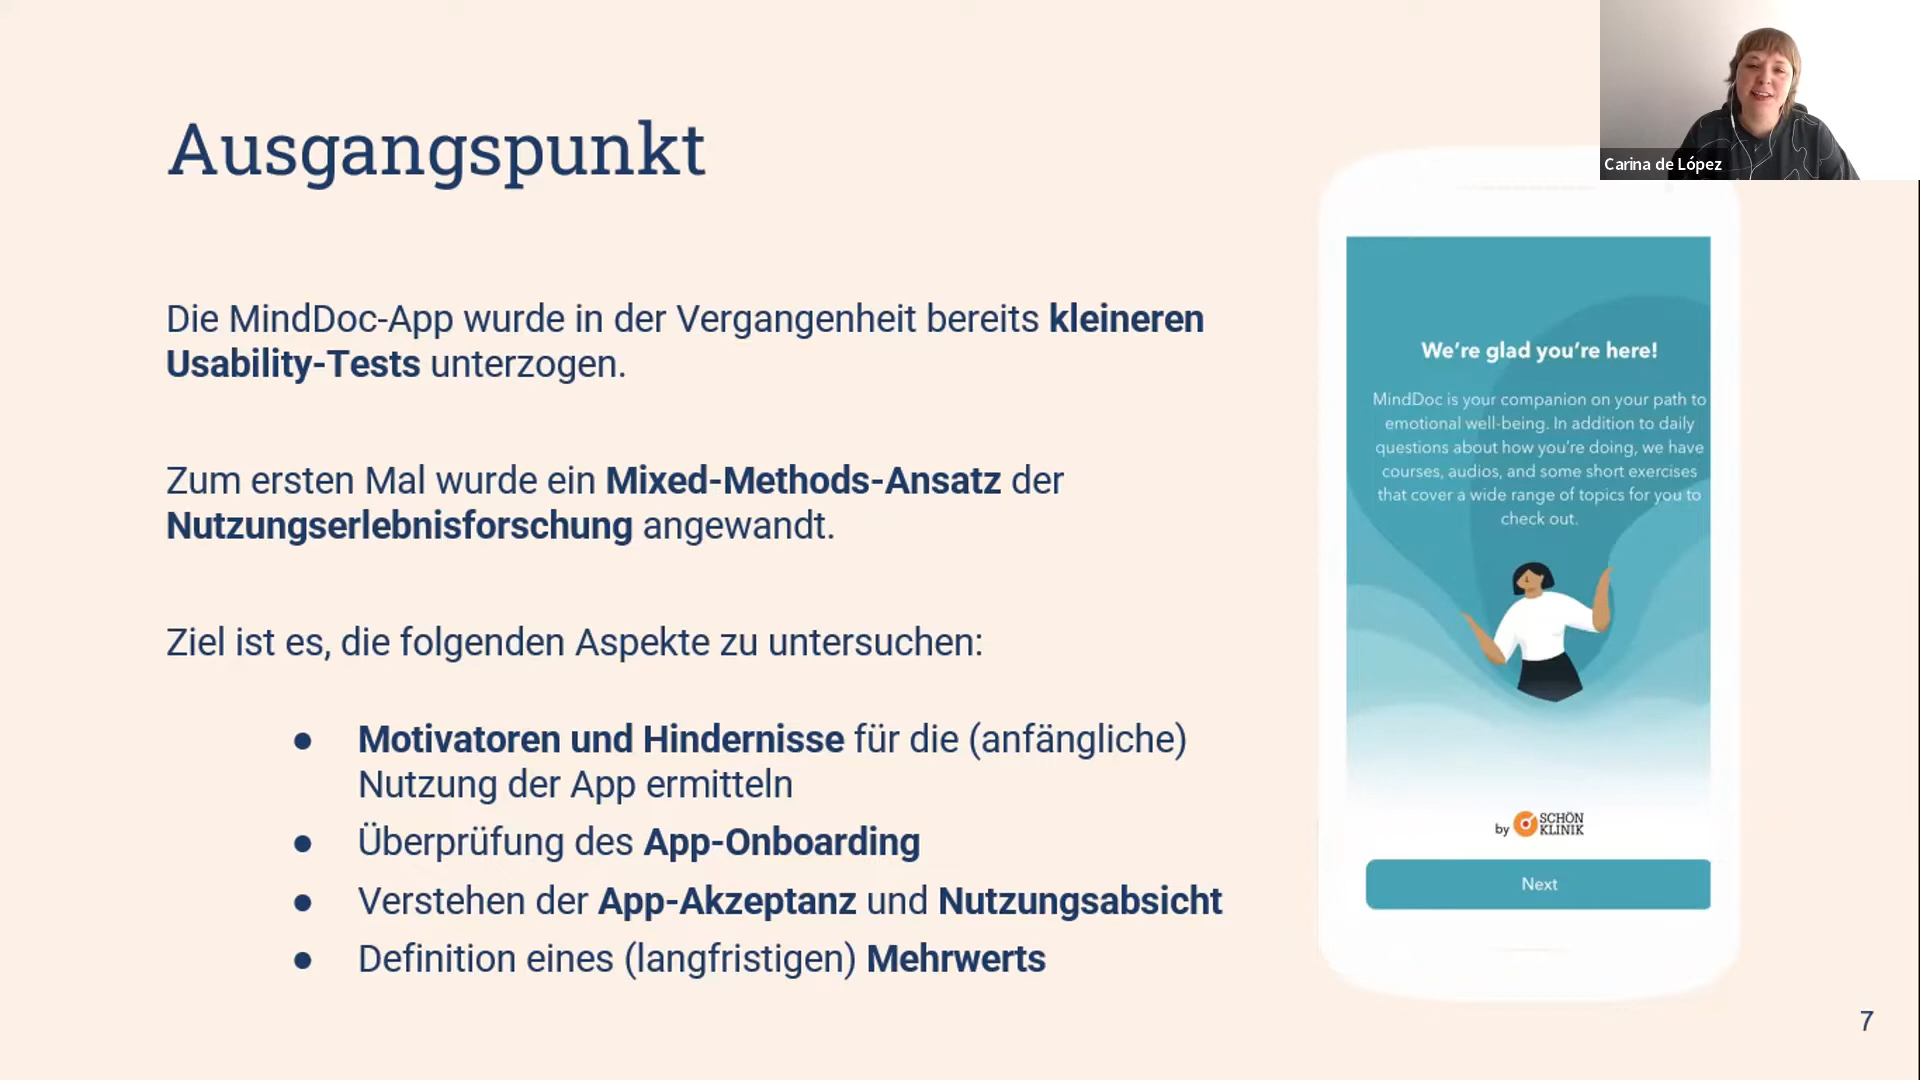 Ausgangspunkt
Die MindDoc-App wurde in der Vergangenheit bereits kleineren
Usability-Tests unterzogen.
Zum ersten Mal wurde ein Mixed-Methods-Ansatz der
Nutzungserlebnisforschung angewandt.
Ziel ist es, die folgenden Aspekte zu untersuchen:
● Motivatoren und Hindernisse für die (anfängliche)
Nutzung der App ermitteln
● Überprüfung des App-Onboarding
● Verstehen der App-Akzeptanz und Nutzungsabsicht
● Definition eines (langfristigen) Mehrwerts
Carina de López
We're glad you're here!
MindDoc is your companion on your path to
emotional well-being. In addition to daily
questions about how you're doing, we have
courses, audios, and some short exercises
that cover a wide range of topics for you to
check out.
by SCHÖN
KLINIK
Next
7